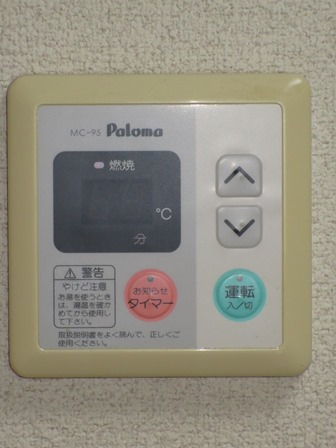 MC-95 Paloma
燃焼
℃
分
警告
やけど注意
お湯を使うとき
は、湯温を確か
めてから使用し
て下さい。
お知らせ
タイマー
運転
入/切
取扱説明書をよく読んで、正しくご
使用ください。